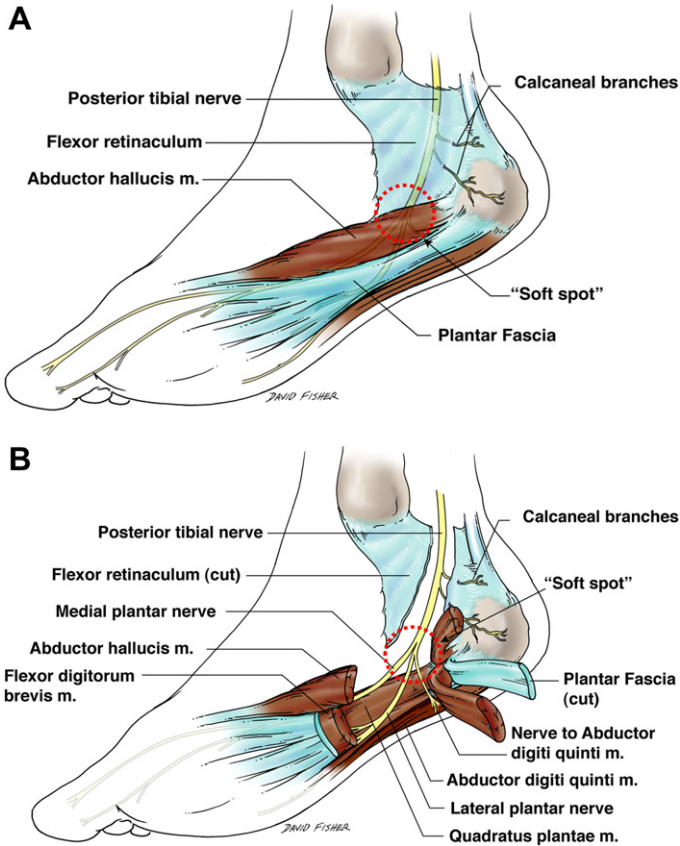 A
Posterior tibial nerve
Calcaneal branches
Flexor retinaculum
Abductor hallucis m.
“Soft spot”
Plantar Fascia
DAVID FISHER
B
Posterior tibial nerve
Calcaneal branches
Flexor retinaculum (cut)
“Soft spot”
Medial plantar nerve
Abductor hallucis m.
Flexor digitorum
brevis m.
Plantar Fascia
(cut)
Nerve to Abductor
digiti quinti m.
Abductor digiti quinti m.
Lateral plantar nerve
Quadratus plantae m.
DAVID FISHER